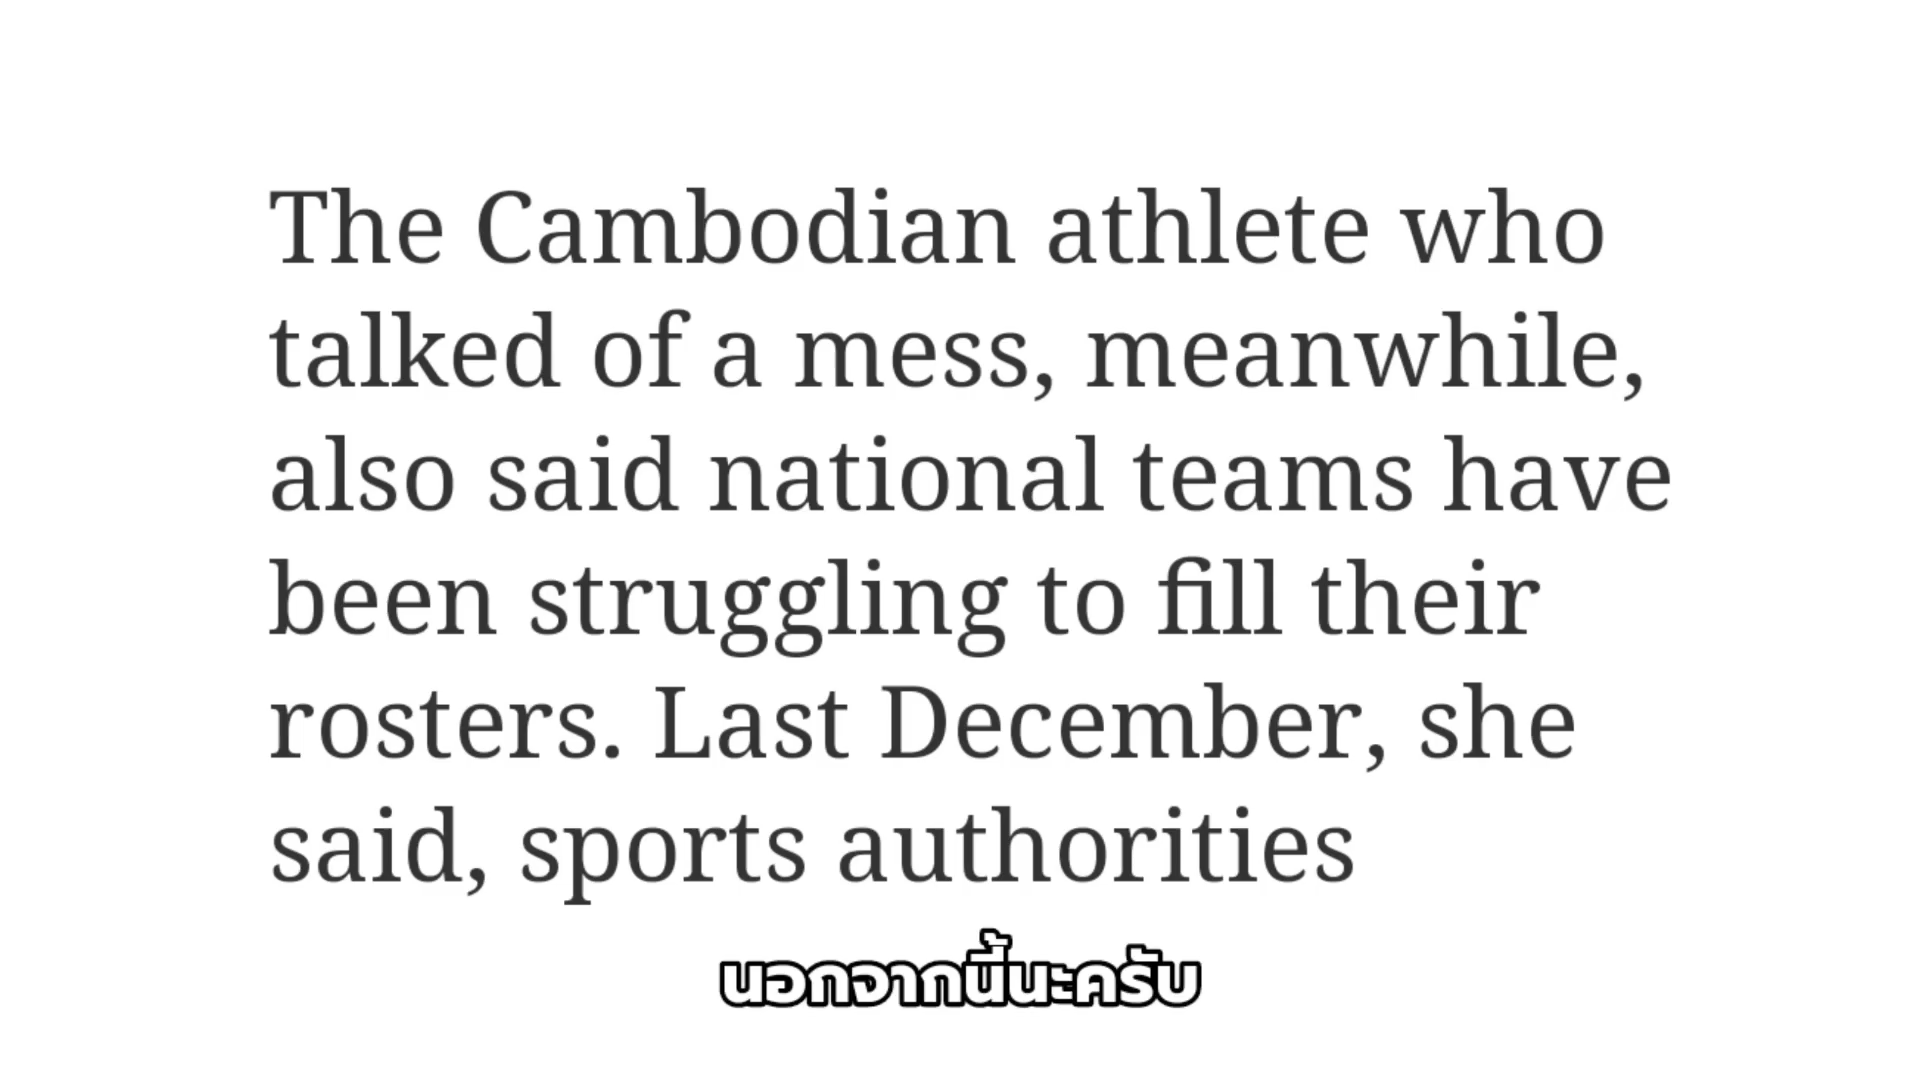 The Cambodian athlete who
talked of a mess, meanwhile,
also said national teams have
been struggling to fill their
rosters. Last December, she
said, sports authorities
นอกจากนี้นะครับ